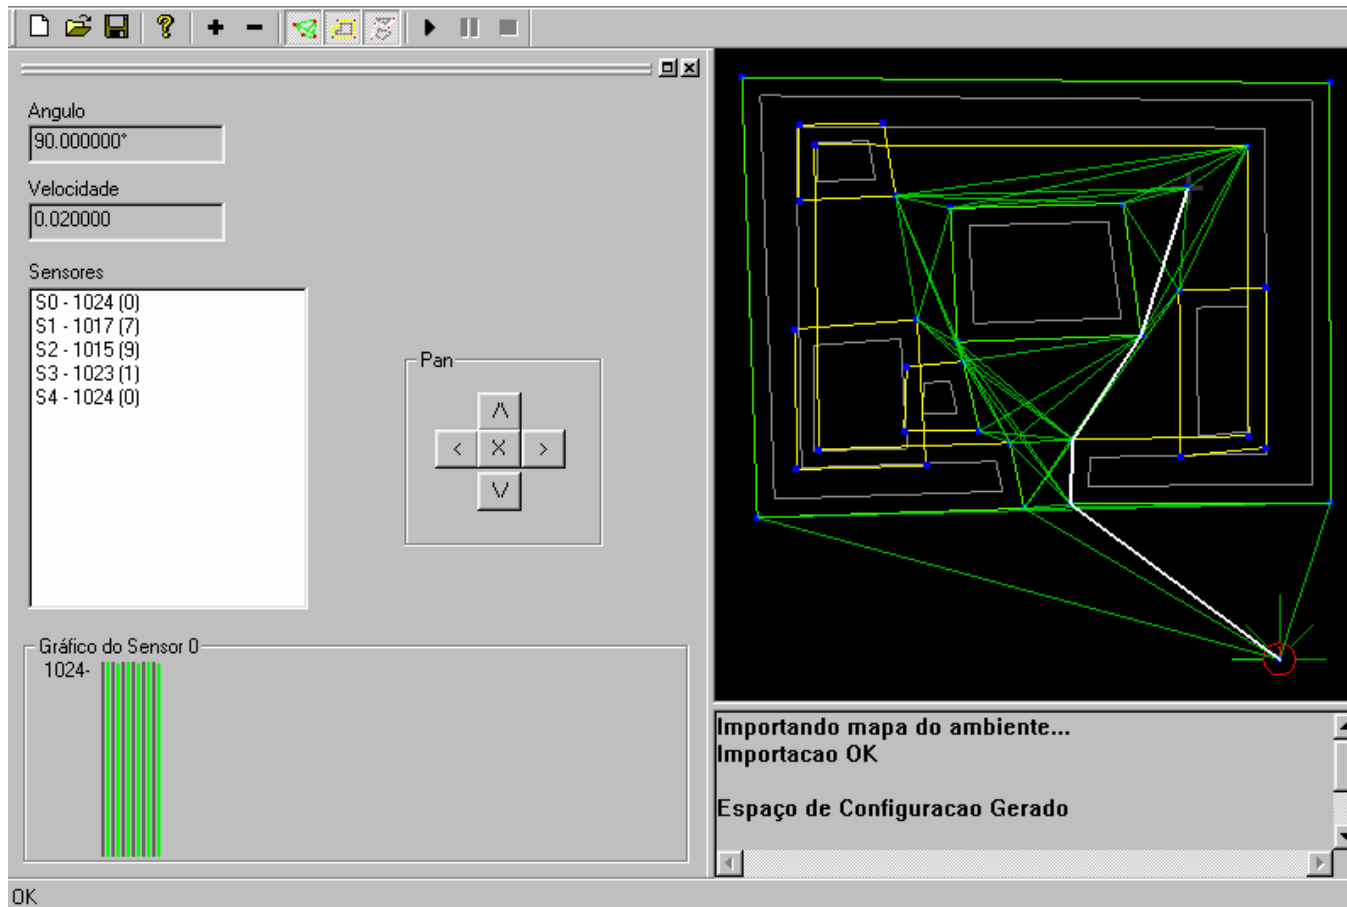 Angulo
90.000000°
Velocidade
0.020000
Sensores
S0 - 1024 (0)
S1 - 1017 (7)
S2 - 1015 (9)
S3 - 1023 (1)
S4 - 1024 (0)
Pan
/\
< X >
\/
Gráfico do Sensor 0
1024-
Importando mapa do ambiente...
Importacao OK
Espaço de Configuracao Gerado
OK